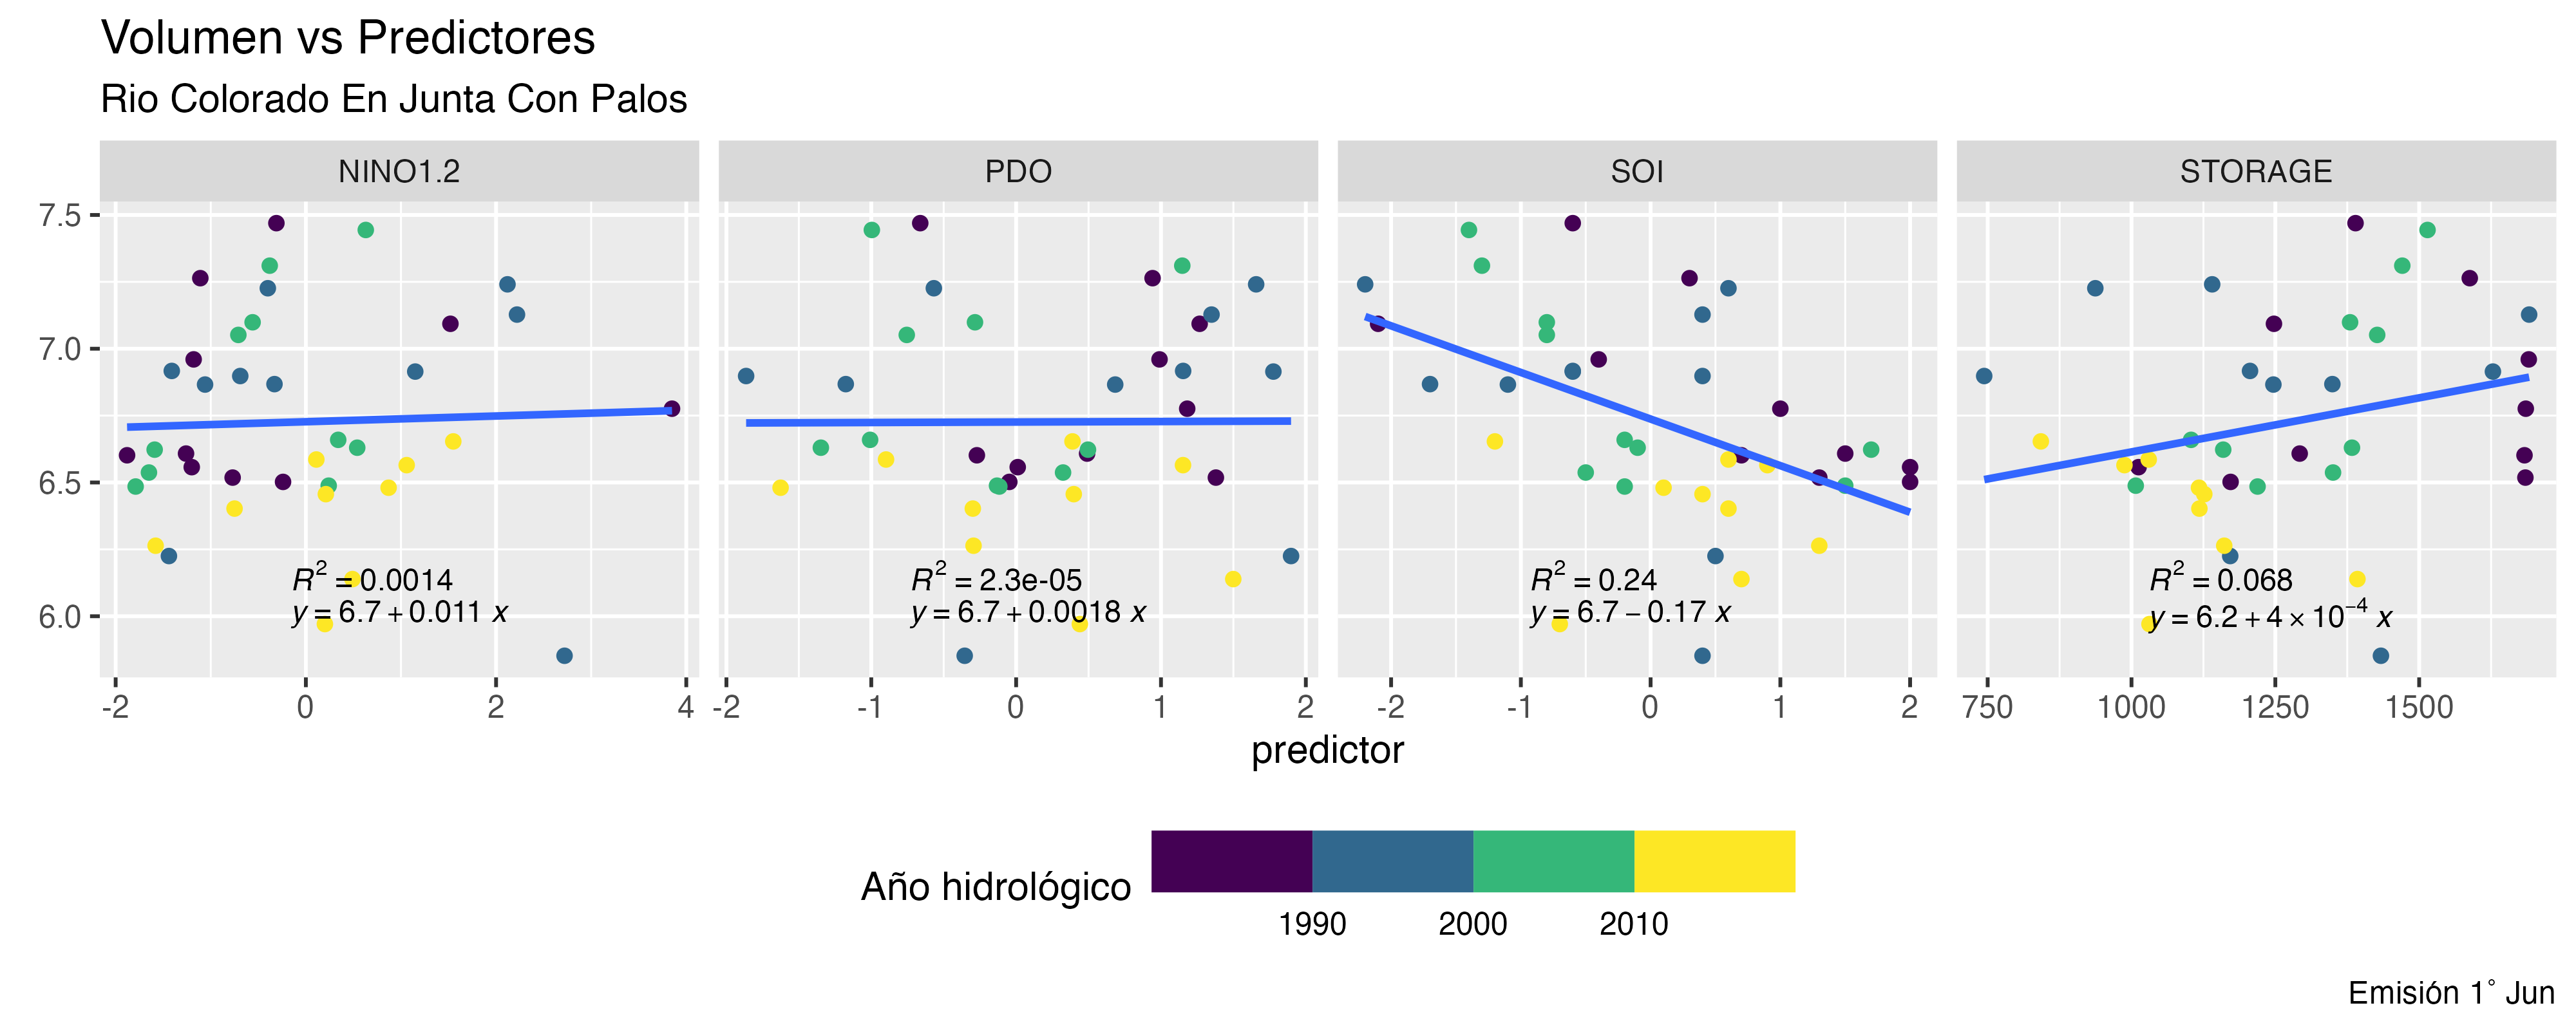 Volumen vs Predictores
Rio Colorado En Junta Con Palos
NINO1.2 PDO SOI STORAGE
7.5
7.0
6.5
6.0
R² = 0.0014
y = 6.7 + 0.011 x
R² = 2.3e-05
y = 6.7 + 0.0018 x
R² = 0.24
y = 6.7 − 0.17 x
R² = 0.068
y = 6.2 + 4 × 10⁻⁴ x
-2 0 2 4 -2 -1 0 1 2 -2 -1 0 1 2 750 1000 1250 1500
predictor
Año hidrológico
1990 2000 2010
Emisión 1° Jun